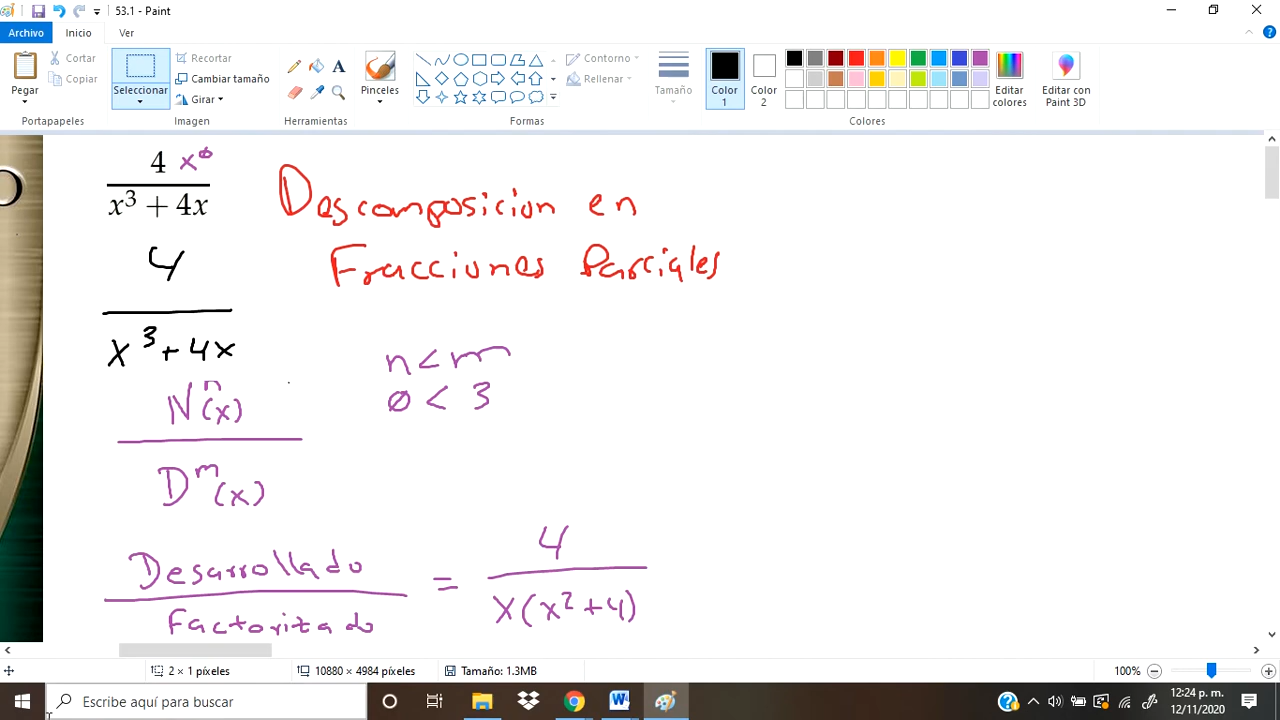 53.1 - Paint
Archivo Inicio Ver
Pegar
Cortar
Copiar
Portapapeles
Seleccionar
Recortar
Cambiar tamaño
Girar
Imagen
A
Herramientas
Pinceles
Contorno
Rellenar
Formas
Tamaño
Color 1
Color 2
Editar colores
Editar con Paint 3D
Colores
4 x⁰
x³ + 4x
Descomposicion en
Fracciones Parciales
4
x³ + 4x
n < m
0 < 3
Nⁿ(x)
Dᵐ(x)
Desarrollado
Factorizado
=
4
x(x² + 4)
2 × 1 píxeles
10880 × 4984 píxeles
Tamaño: 1.3MB
100%
Escribe aquí para buscar
12:24 p. m.
12/11/2020